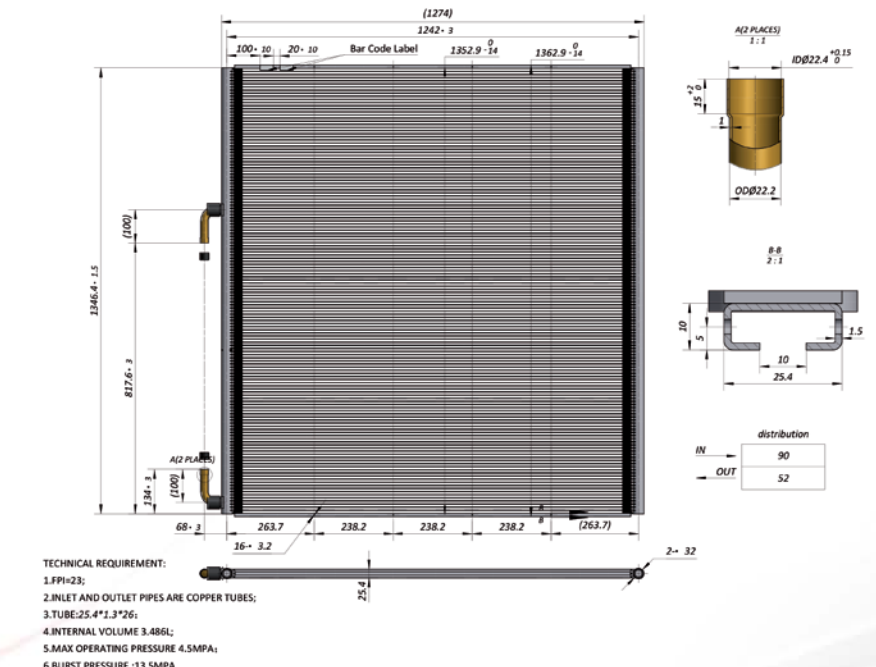 (1274)
1242• 3
100• 10
20• 10
Bar Code Label
1352.9 0 -14
1362.9 0 -14
A(2 PLACES)
1 : 1
IDØ22.4 +0.15 0
15 +2 0
1
ODØ22.2
(100)
1346.4• 1.5
817.6• 3
B-B
2 : 1
10
5
1.5
10
25.4
distribution
IN
90
OUT
52
A(2 PLACES)
134• 3
(100)
B
68• 3
263.7
238.2
238.2
238.2
(263.7)
16-• 3.2
2-• 32
25.4
TECHNICAL REQUIREMENT:
1.FPI=23;
2.INLET AND OUTLET PIPES ARE COPPER TUBES;
3.TUBE:25.4*1.3*26;
4.INTERNAL VOLUME 3.486L;
5.MAX OPERATING PRESSURE 4.5MPA;
6.BURST PRESSURE :13.5MPA